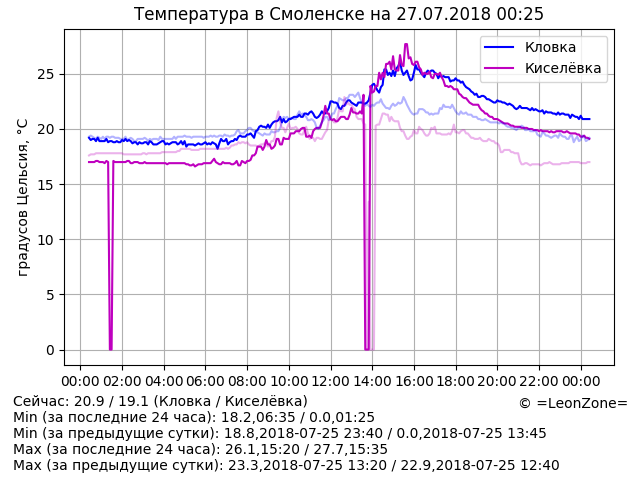 Температура в Смоленске на 27.07.2018 00:25
Кловка
Киселёвка
градусов Цельсия, °C
25
20
15
10
5
0
00:00 02:00 04:00 06:00 08:00 10:00 12:00 14:00 16:00 18:00 20:00 22:00 00:00
Сейчас: 20.9 / 19.1 (Кловка / Киселёвка)
© =LeonZone=
Min (за последние 24 часа): 18.2,06:35 / 0.0,01:25
Min (за предыдущие сутки): 18.8,2018-07-25 23:40 / 0.0,2018-07-25 13:45
Max (за последние 24 часа): 26.1,15:20 / 27.7,15:35
Max (за предыдущие сутки): 23.3,2018-07-25 13:20 / 22.9,2018-07-25 12:40